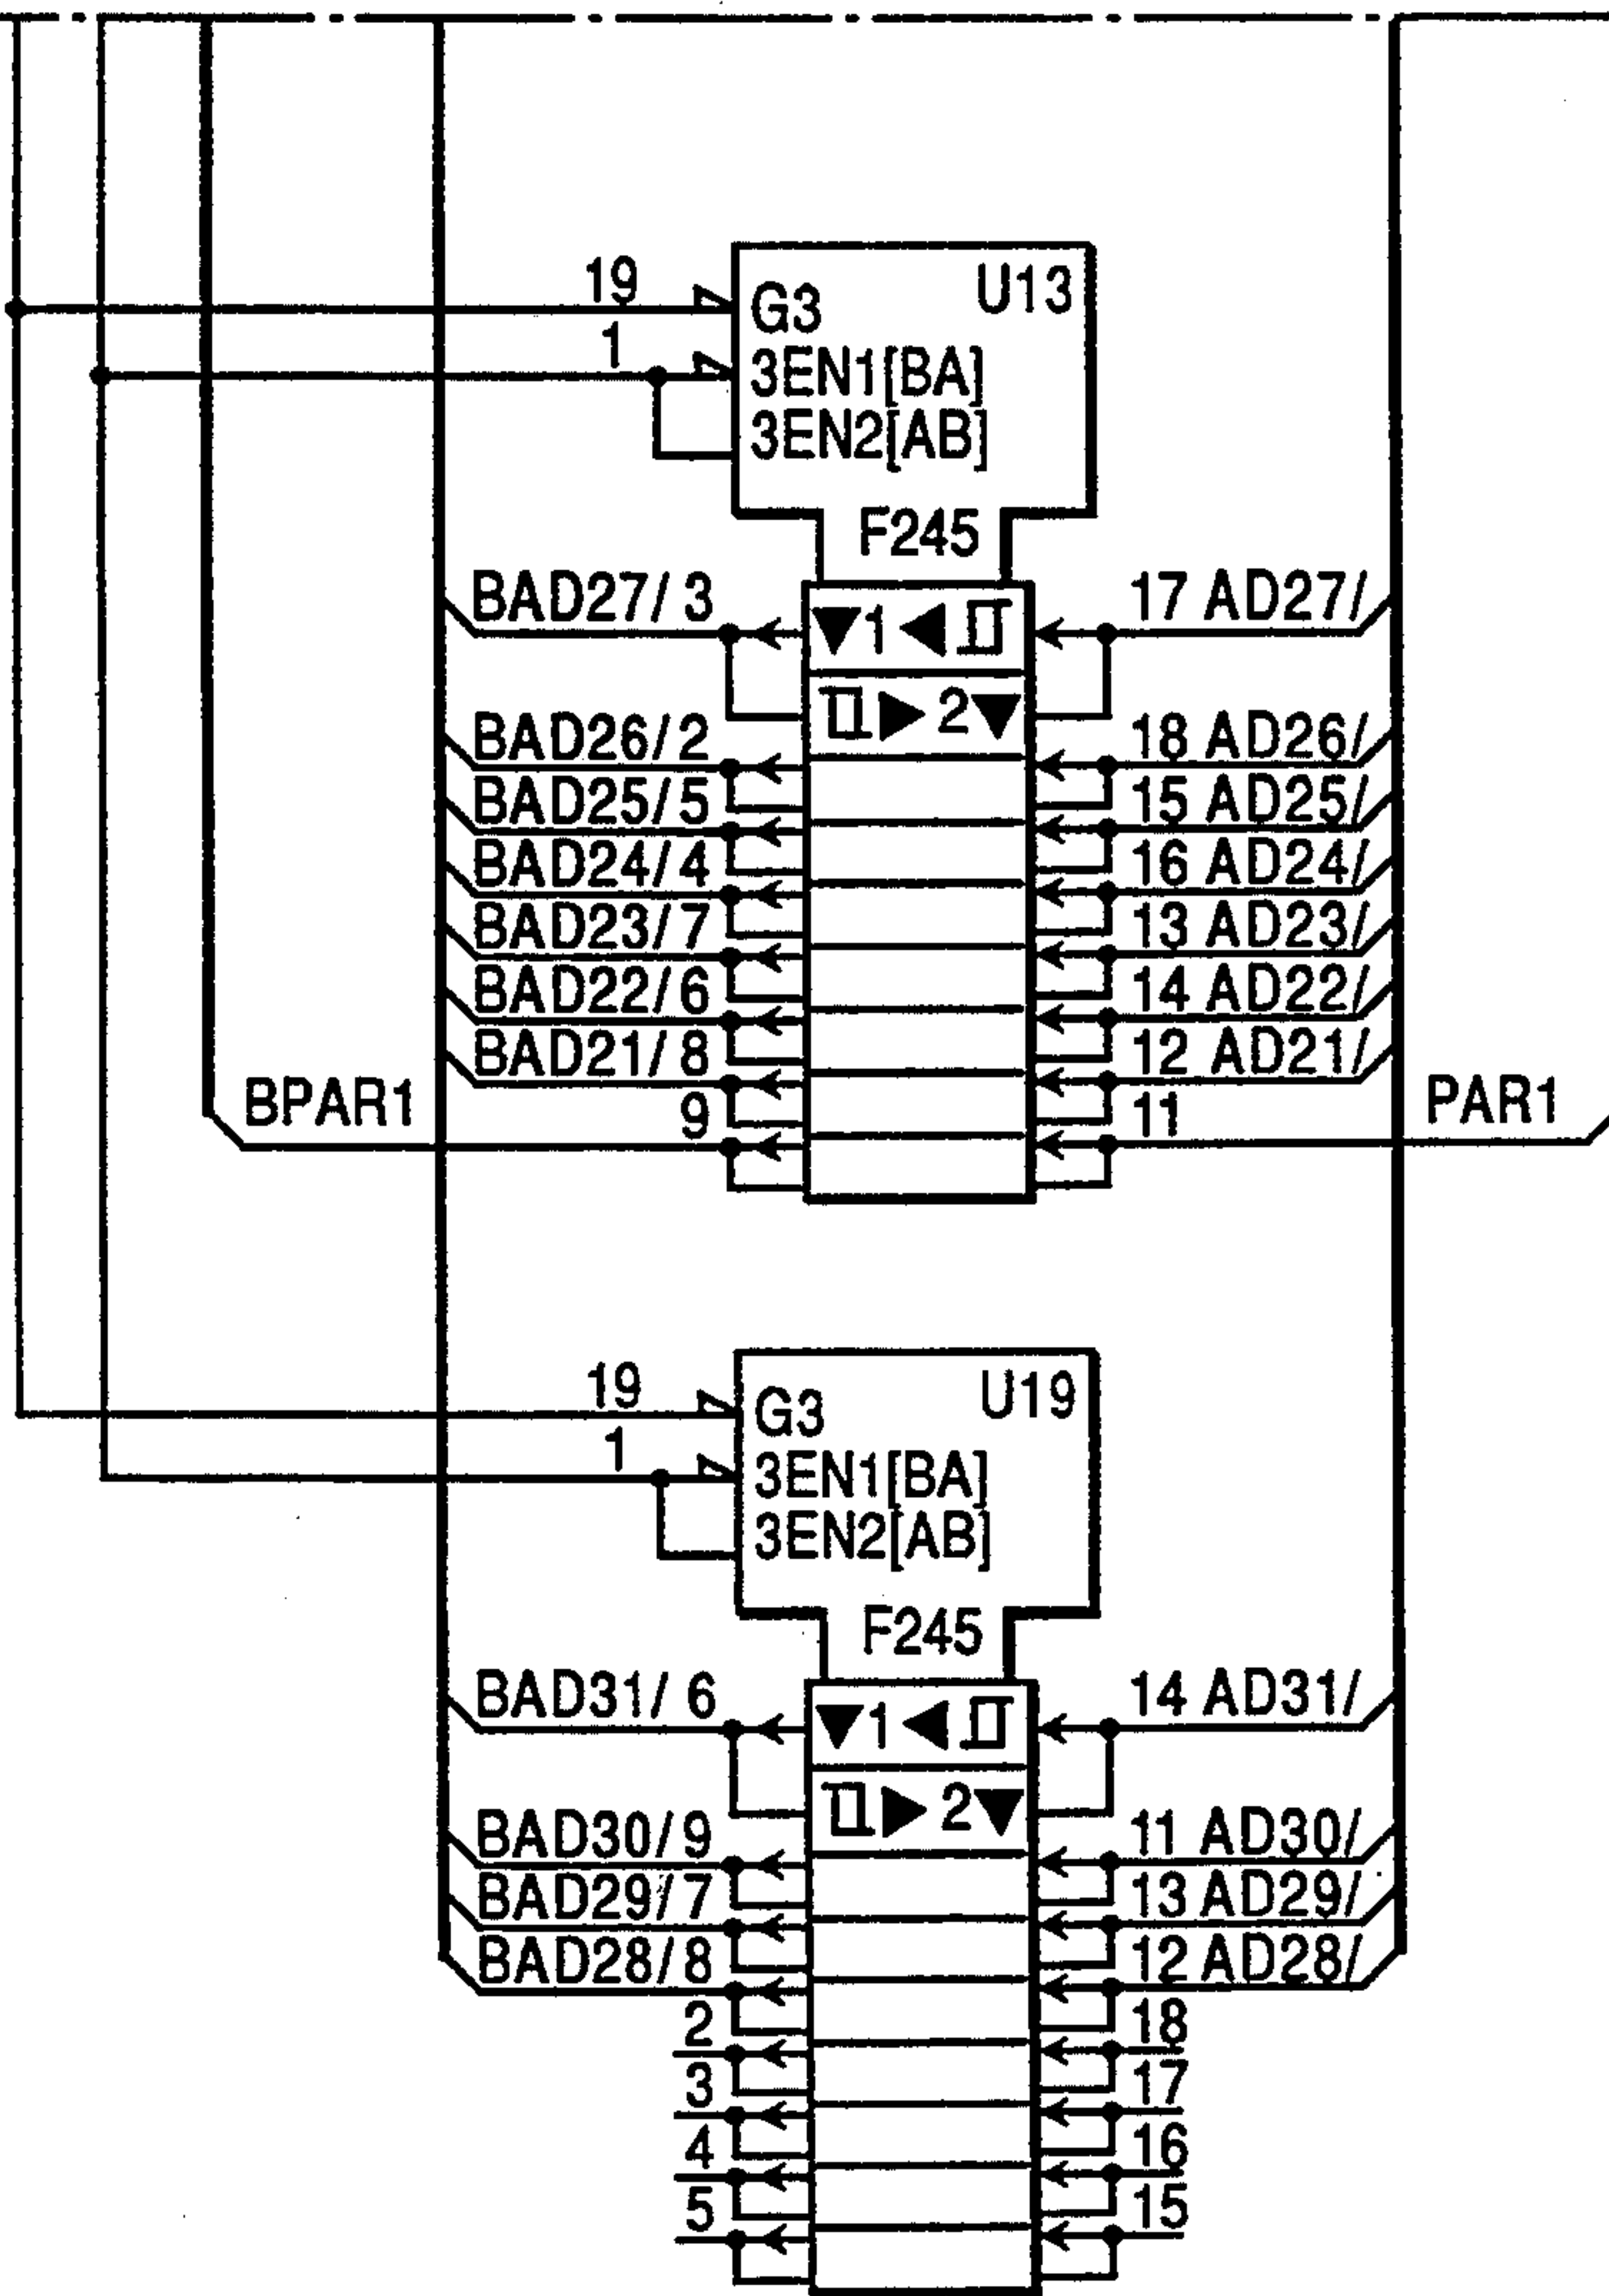 19
G3
U13
1
3EN1[BA]
3EN2[AB]
F245
BAD27/ 3
1
17 AD27/
2
BAD26/ 2
18 AD26/
BAD25/ 5
15 AD25/
BAD24/ 4
16 AD24/
BAD23/ 7
13 AD23/
BAD22/ 6
14 AD22/
BAD21/ 8
12 AD21/
BPAR1
9
11
PAR1
19
G3
U19
1
3EN1[BA]
3EN2[AB]
F245
BAD31/ 6
1
14 AD31/
2
BAD30/ 9
11 AD30/
BAD29/ 7
13 AD29/
BAD28/ 8
12 AD28/
2
18
3
17
4
16
5
15